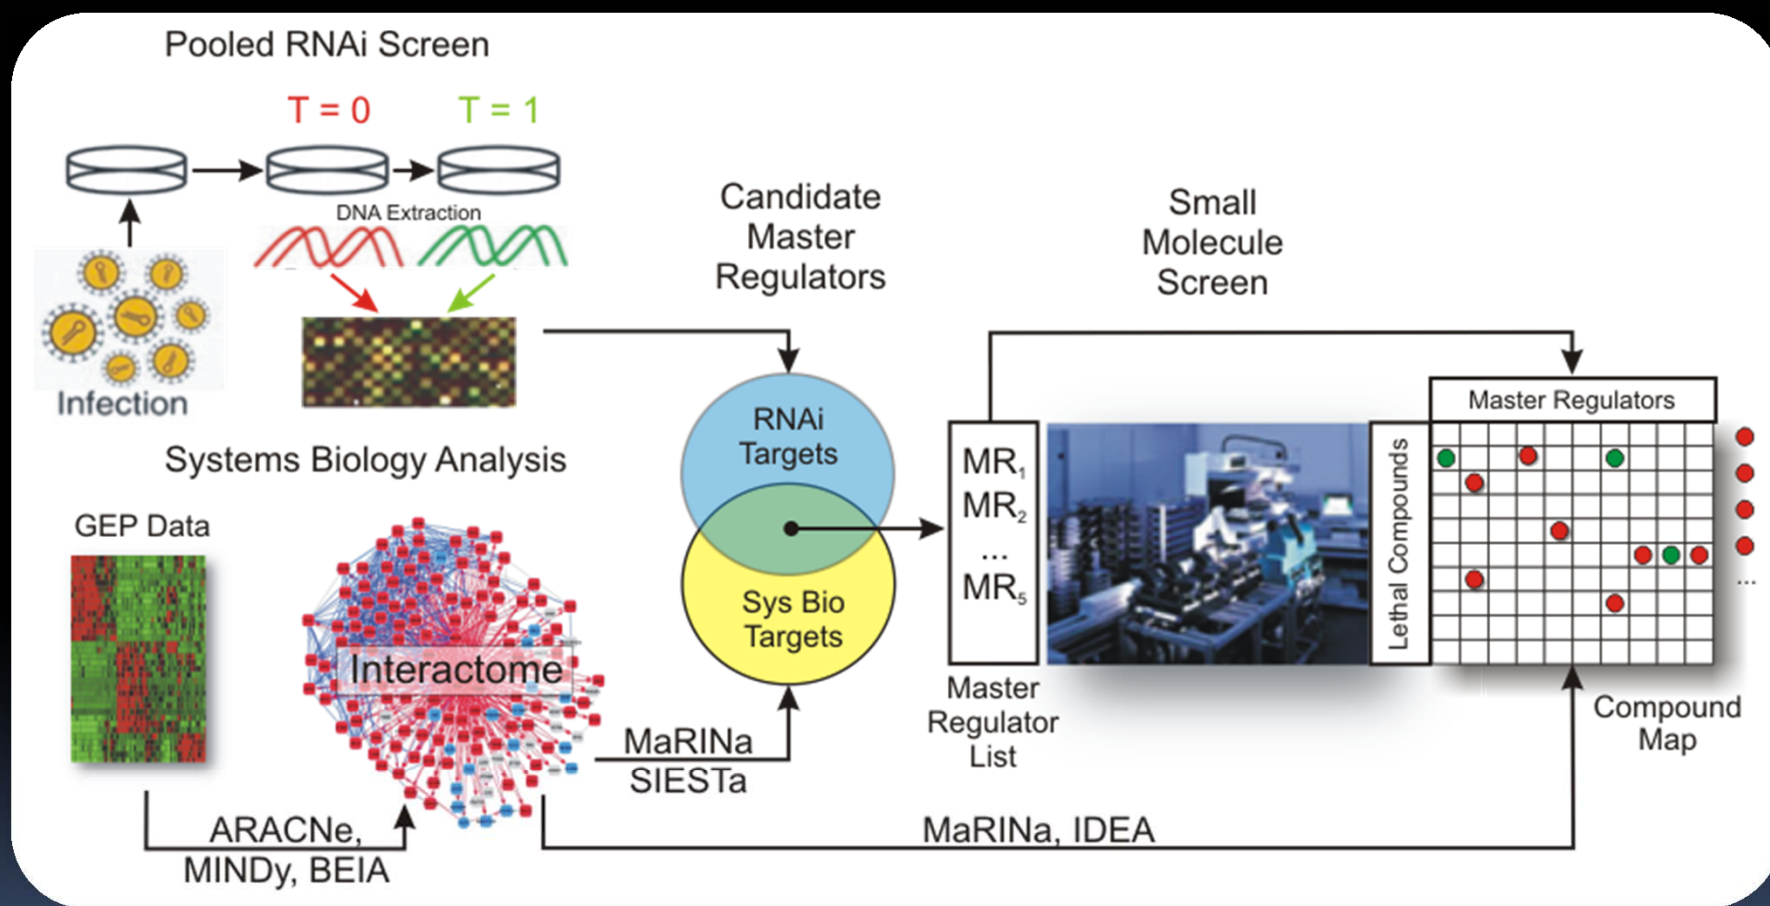 Pooled RNAi Screen
T = 0
T = 1
DNA Extraction
Infection
Systems Biology Analysis
GEP Data
Interactome
ARACNe,
MINDy, BEIA
Candidate
Master
Regulators
RNAi
Targets
Sys Bio
Targets
MaRINa
SIESTa
MR1
MR2
...
MR5
Master
Regulator
List
Small
Molecule
Screen
Master Regulators
Lethal Compounds
...
Compound
Map
MaRINa, IDEA